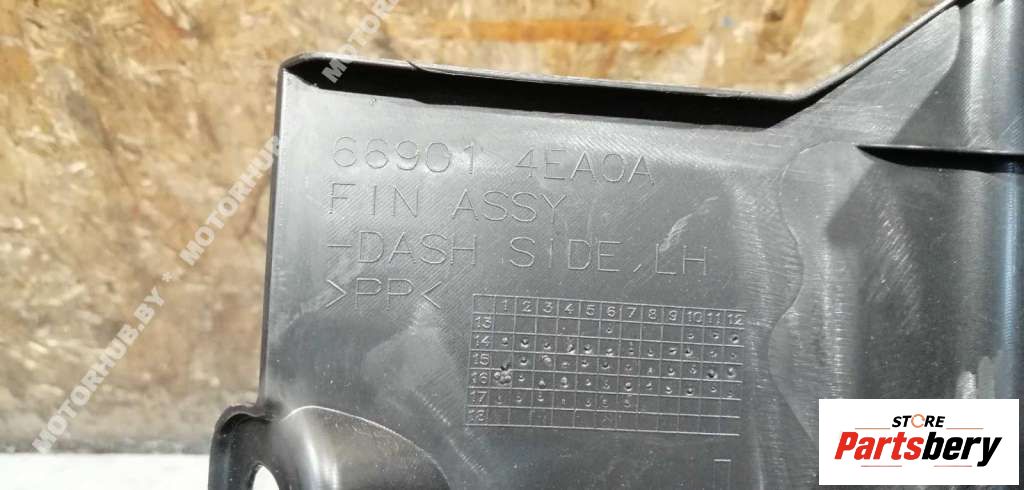 66901 4EA0A
FIN ASSY
-DASH SIDE, LH
>PP<
1 2 3 4 5 6 7 8 9 10 11 12
13
14
15
16
17
18
MOTORHUB.BY * MOTORHUB
MOTORHUB
STORE
Partsbery